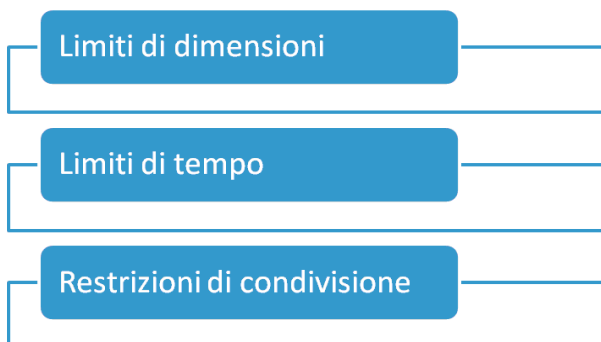 Limiti di dimensioni
Limiti di tempo
Restrizioni di condivisione